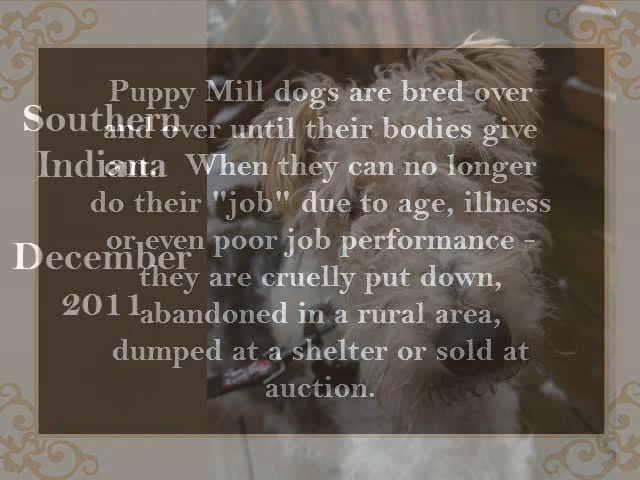 Southern
Indiana
December
2011
Puppy Mill dogs are bred over
and over until their bodies give
out. When they can no longer
do their "job" due to age, illness
or even poor job performance -
they are cruelly put down,
abandoned in a rural area,
dumped at a shelter or sold at
auction.